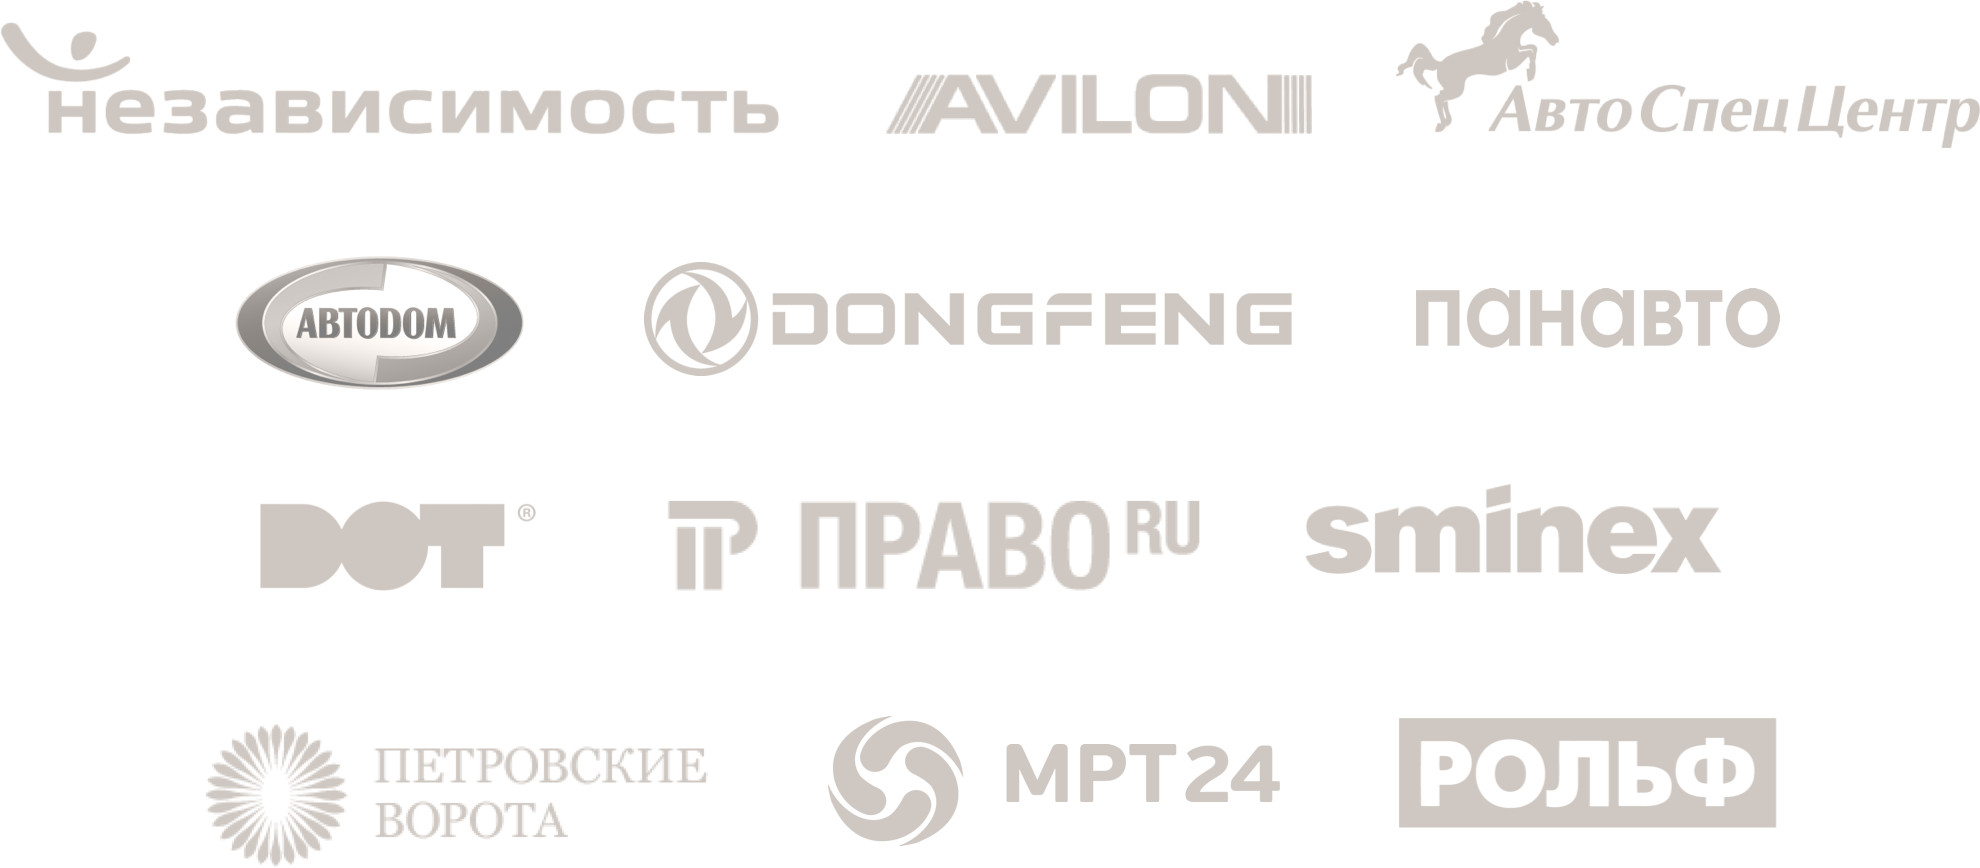 независимость
AVILON
АвтоСпецЦентр
АВТОDОМ
DONGFENG
панавто
DOT®
ПРАВО RU
sminex
ПЕТРОВСКИЕ
ВОРОТА
МРТ24
РОЛЬФ